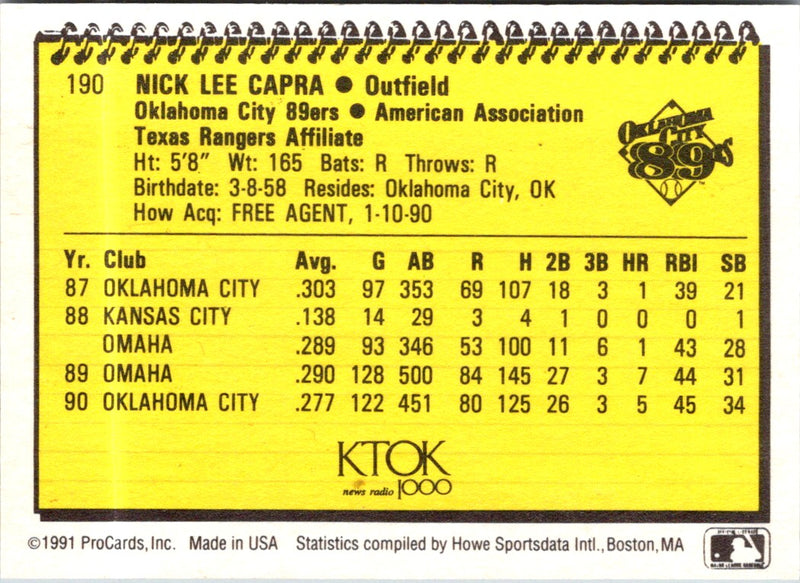 190 NICK LEE CAPRA ● Outfield
Oklahoma City 89ers ● American Association
Texas Rangers Affiliate
Ht: 5'8" Wt: 165 Bats: R Throws: R
Birthdate: 3-8-58 Resides: Oklahoma City, OK
How Acq: FREE AGENT, 1-10-90
OKLAHOMA
CITY
89ERS
Yr. Club Avg. G AB R H 2B 3B HR RBI SB
87 OKLAHOMA CITY .303 97 353 69 107 18 3 1 39 21
88 KANSAS CITY .138 14 29 3 4 1 0 0 0 1
OMAHA .289 93 346 53 100 11 6 1 43 28
89 OMAHA .290 128 500 84 145 27 3 7 44 31
90 OKLAHOMA CITY .277 122 451 80 125 26 3 5 45 34
KTOK
news radio 1000
©1991 ProCards, Inc. Made in USA Statistics compiled by Howe Sportsdata Intl., Boston, MA